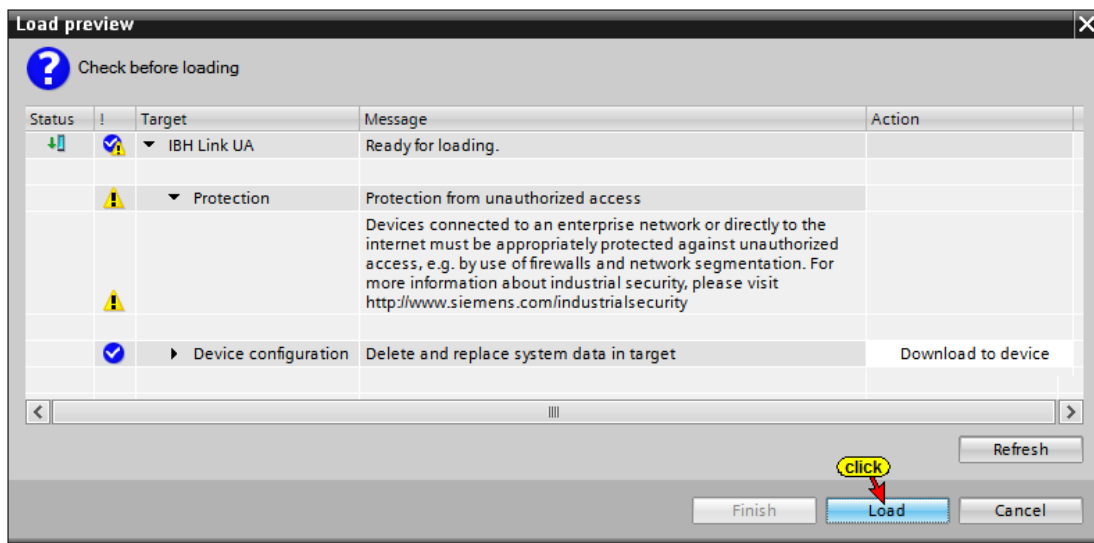 Load preview
Check before loading
Status ! Target Message Action
IBH Link UA Ready for loading.
Protection Protection from unauthorized access
Devices connected to an enterprise network or directly to the
internet must be appropriately protected against unauthorized
access, e.g. by use of firewalls and network segmentation. For
more information about industrial security, please visit
http://www.siemens.com/industrialsecurity
Device configuration Delete and replace system data in target Download to device
Refresh
click
Finish Load Cancel